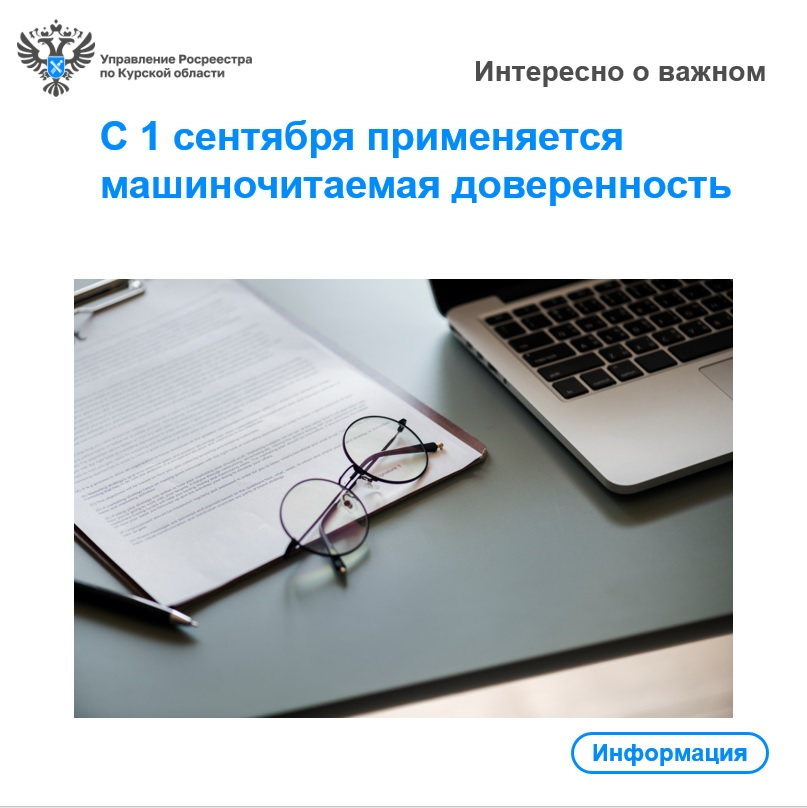 Управление Росреестра
по Курской области
Интересно о важном
С 1 сентября применяется
машиночитаемая доверенность
Информация